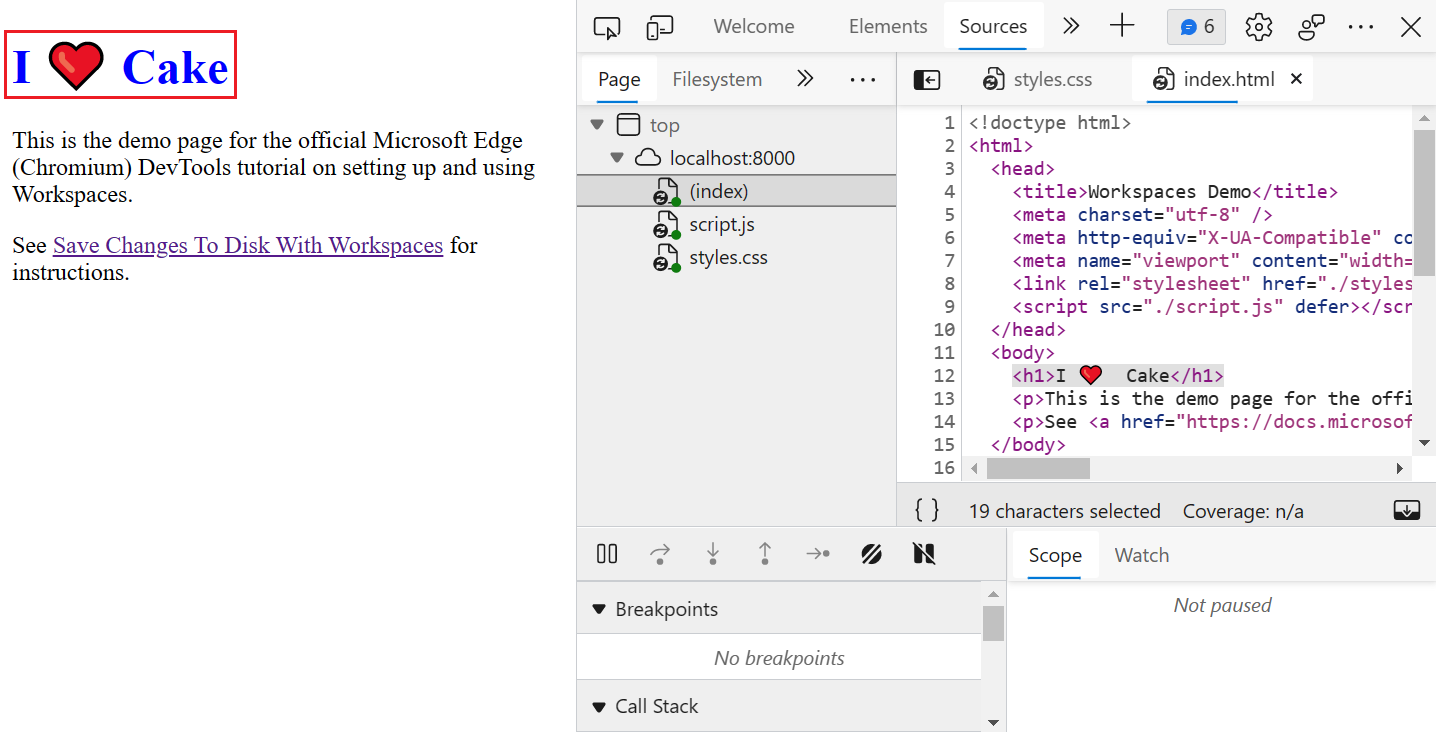 I ❤️ Cake
This is the demo page for the official Microsoft Edge
(Chromium) DevTools tutorial on setting up and using
Workspaces.
See Save Changes To Disk With Workspaces for
instructions.
Welcome Elements Sources 6
Page Filesystem
top
localhost:8000
(index)
script.js
styles.css
styles.css index.html
1 <!doctype html>
2 <html>
3 <head>
4 <title>Workspaces Demo</title>
5 <meta charset="utf-8" />
6 <meta http-equiv="X-UA-Compatible" co
7 <meta name="viewport" content="width=
8 <link rel="stylesheet" href="./styles
9 <script src="./script.js" defer></scr
10 </head>
11 <body>
12 <h1>I ❤️ Cake</h1>
13 <p>This is the demo page for the offi
14 <p>See <a href="https://docs.microsof
15 </body>
16
{ } 19 characters selected Coverage: n/a
Breakpoints
No breakpoints
Call Stack
Scope Watch
Not paused